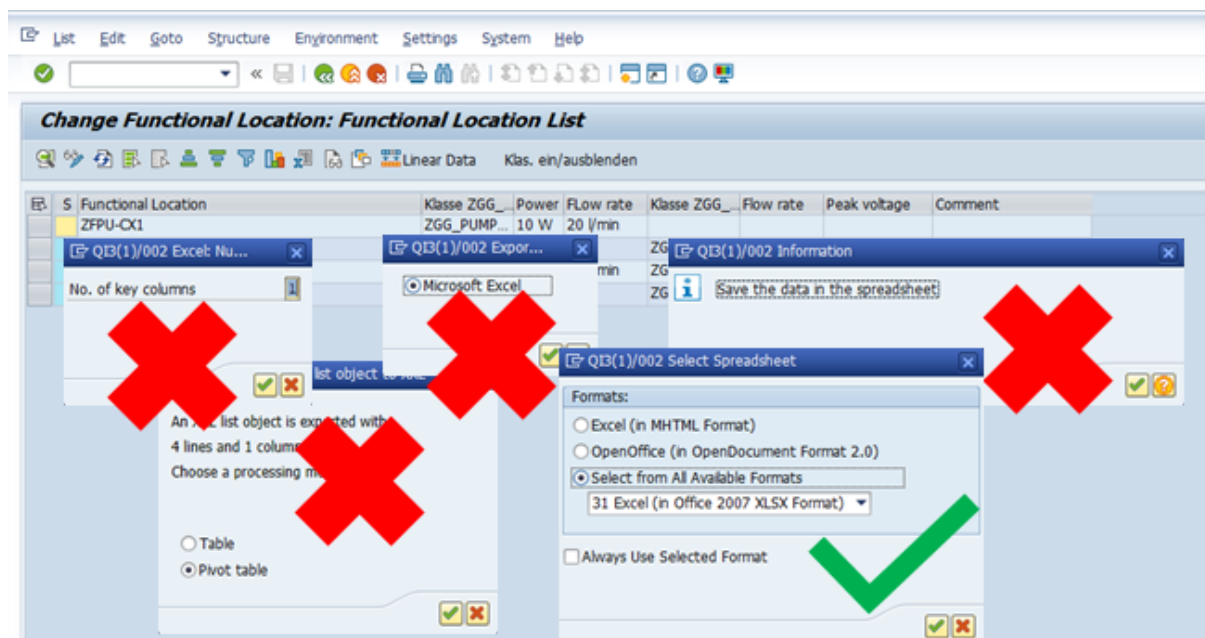 List Edit Goto Structure Environment Settings System Help
Change Functional Location: Functional Location List
Linear Data Klas. ein/ausblenden
S Functional Location Klasse ZGG_... Power FLow rate Klasse ZGG_... Flow rate Peak voltage Comment
ZFPU-CX1 ZGG_PUMP... 10 W 20 l/min
QI3(1)/002 Excel: Nu...
No. of key columns 1
QI3(1)/002 Expor...
Microsoft Excel
min
ZG
ZG
ZG
QI3(1)/002 Information
Save the data in the spreadsheet
list object to
An list object is exported with
4 lines and 1
Choose a processing
Table
Pivot table
QI3(1)/002 Select Spreadsheet
Formats:
Excel (in MHTML Format)
OpenOffice (in OpenDocument Format 2.0)
Select from All Available Formats
31 Excel (in Office 2007 XLSX Format)
Always Use Selected Format